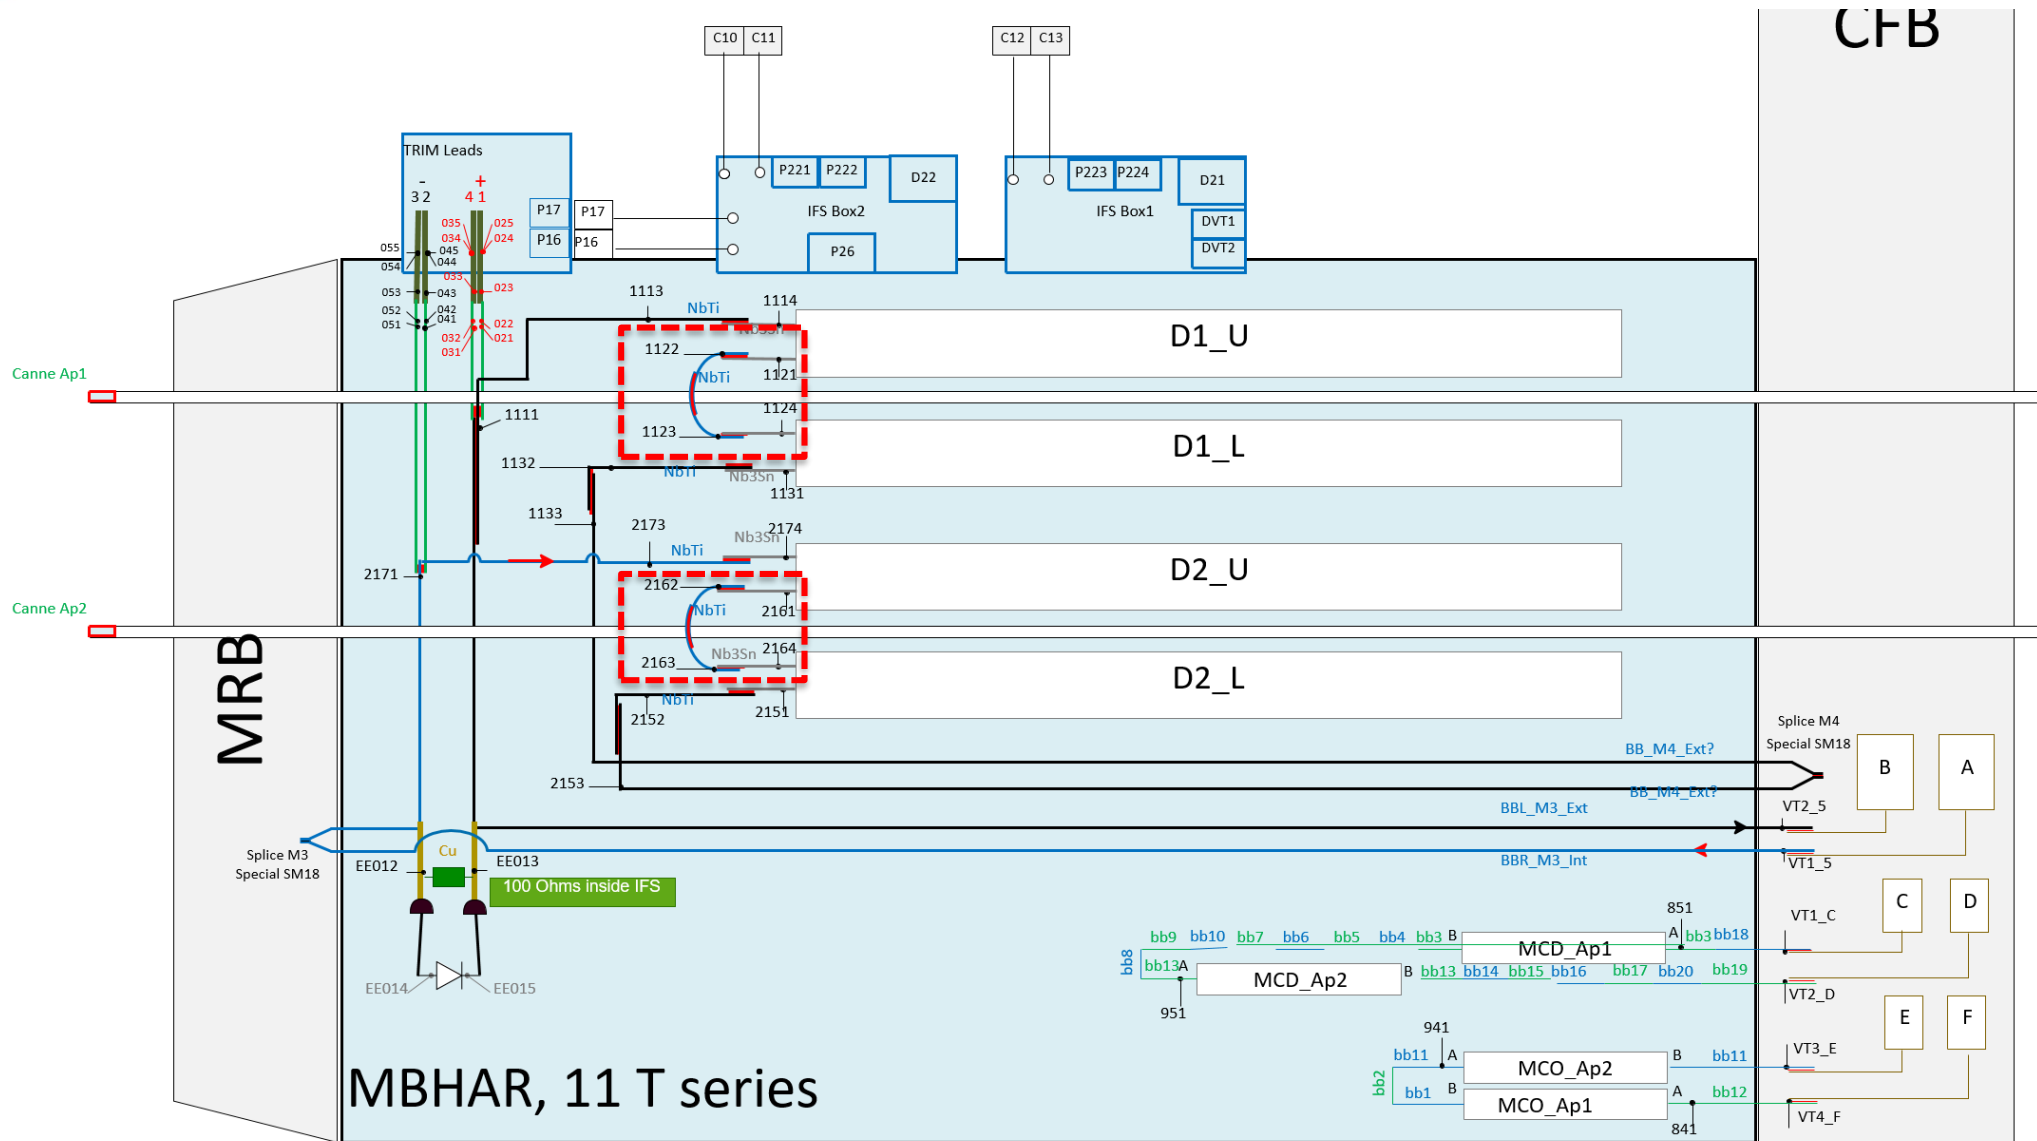 CFB
C10 C11
C12 C13
TRIM Leads
- +
3 2 4 1
P17 P17
P16 P16
P221 P222 D22
IFS Box2
P26
P223 P224 D21
IFS Box1
DVT1
DVT2
035 025
034 024
055 045
054 044
033 023
053 043
052 042
051 041
022
032 021
031
1113 NbTi 1114
Nb3Sn
D1_U
1122
NbTi 1121
Canne Ap1
1124
1111
1123
D1_L
1132 NbTi Nb3Sn
1131
1133
2173 Nb3Sn 2174
NbTi
D2_U
2171
2162
NbTi 2161
Canne Ap2
MRB
Nb3Sn 2164
2163
D2_L
NbTi
2152 2151
2153
Splice M4
Special SM18
B A
BB_M4_Ext?
BB_M4_Ext?
BBL_M3_Ext
VT2_5
BBR_M3_Int
VT1_5
Splice M3
Special SM18
Cu
EE012 EE013
100 Ohms inside IFS
EE014 EE015
C D
851
VT1_C
bb9 bb10 bb7 bb6 bb5 bb4 bb3 B MCD_Ap1 A bb3 bb18
bb8
bb13 A MCD_Ap2 B bb13 bb14 bb15 bb16 bb17 bb20 bb19
VT2_D
951
E F
941
VT3_E
bb11 A MCO_Ap2 B bb11
bb2
bb1 B MCO_Ap1 A bb12
VT4_F
841
MBHAR, 11 T series